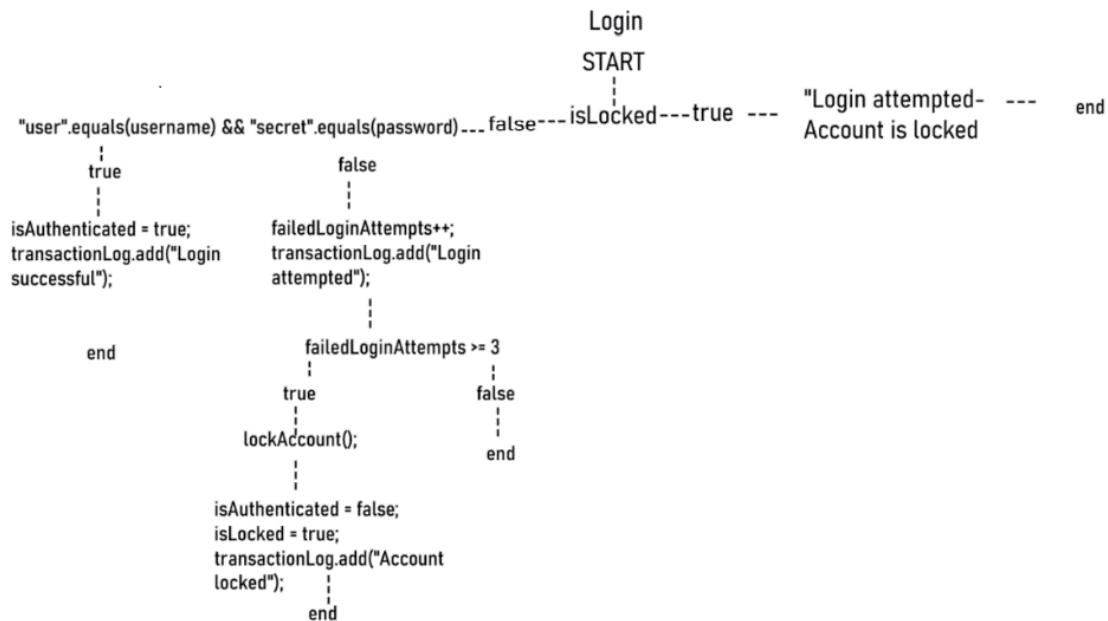 Login
START
"user".equals(username) && "secret".equals(password)---false---isLocked---true --- "Login attempted- --- end
Account is locked
true
false
isAuthenticated = true;
transactionLog.add("Login
successful");
failedLoginAttempts++;
transactionLog.add("Login
attempted");
end
failedLoginAttempts >= 3
true
false
lockAccount();
end
isAuthenticated = false;
isLocked = true;
transactionLog.add("Account
locked");
end